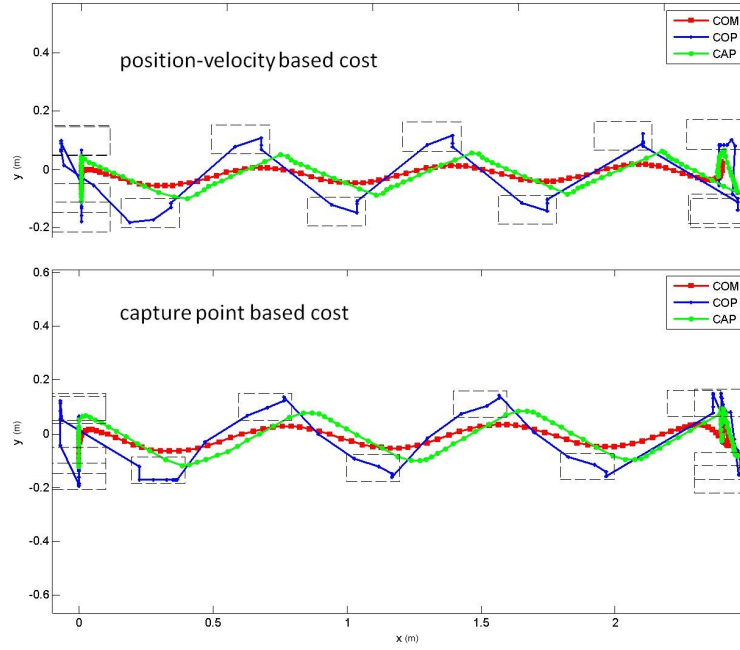 0.4
0.2
0
-0.2
y (m)
position-velocity based cost
COM
COP
CAP
0.6
0.4
0.2
0
-0.2
-0.4
-0.6
y (m)
capture point based cost
COM
COP
CAP
0 0.5 1 1.5 2
x (m)